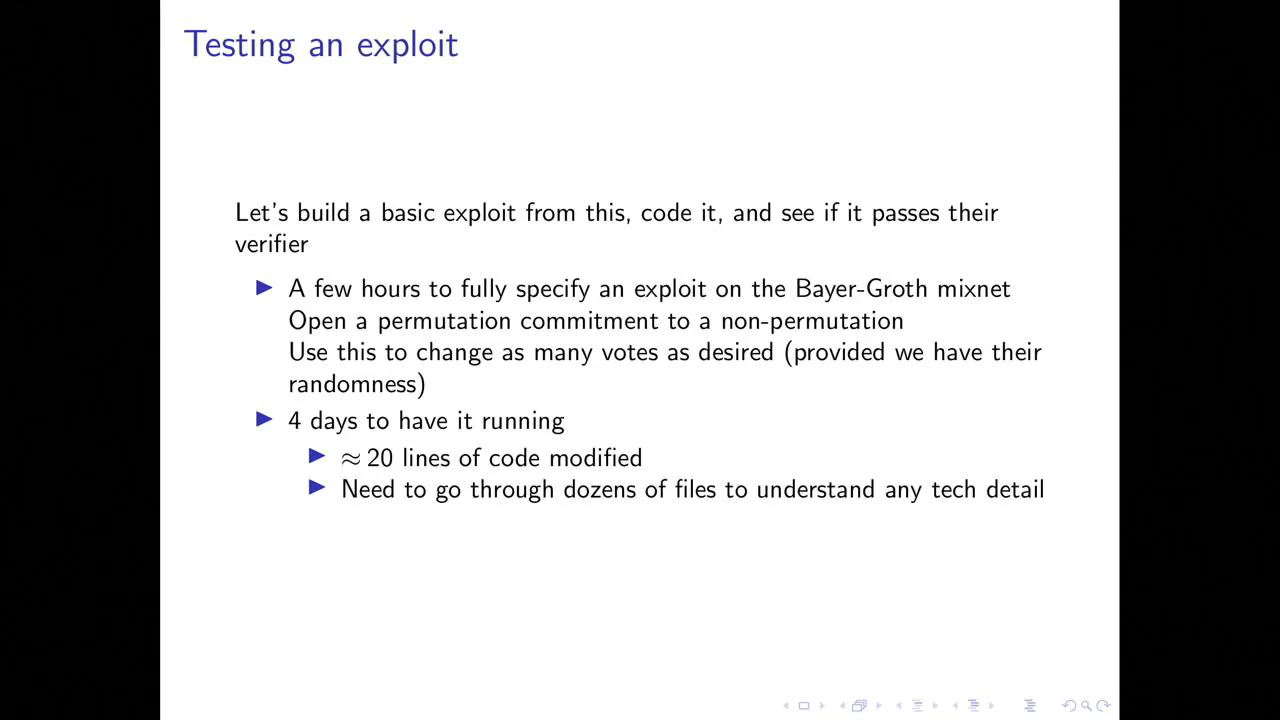 Testing an exploit
Let's build a basic exploit from this, code it, and see if it passes their
verifier
A few hours to fully specify an exploit on the Bayer-Groth mixnet
Open a permutation commitment to a non-permutation
Use this to change as many votes as desired (provided we have their
randomness)
4 days to have it running
≈ 20 lines of code modified
Need to go through dozens of files to understand any tech detail